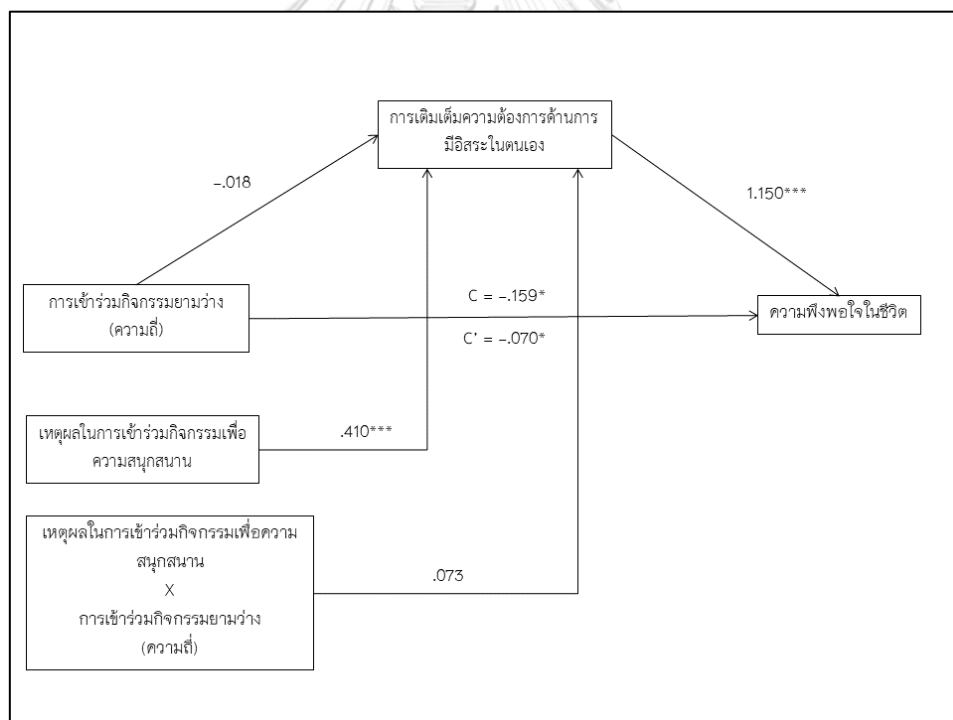 การเติมเต็มความต้องการด้านการ
มีอิสระในตนเอง
-.018
1.150***
การเข้าร่วมกิจกรรมยามว่าง
(ความถี่)
C = -.159*
C' = -.070*
ความพึงพอใจในชีวิต
เหตุผลในการเข้าร่วมกิจกรรมเพื่อ
ความสนุกสนาน
.410***
เหตุผลในการเข้าร่วมกิจกรรมเพื่อความ
สนุกสนาน
X
การเข้าร่วมกิจกรรมยามว่าง
(ความถี่)
.073